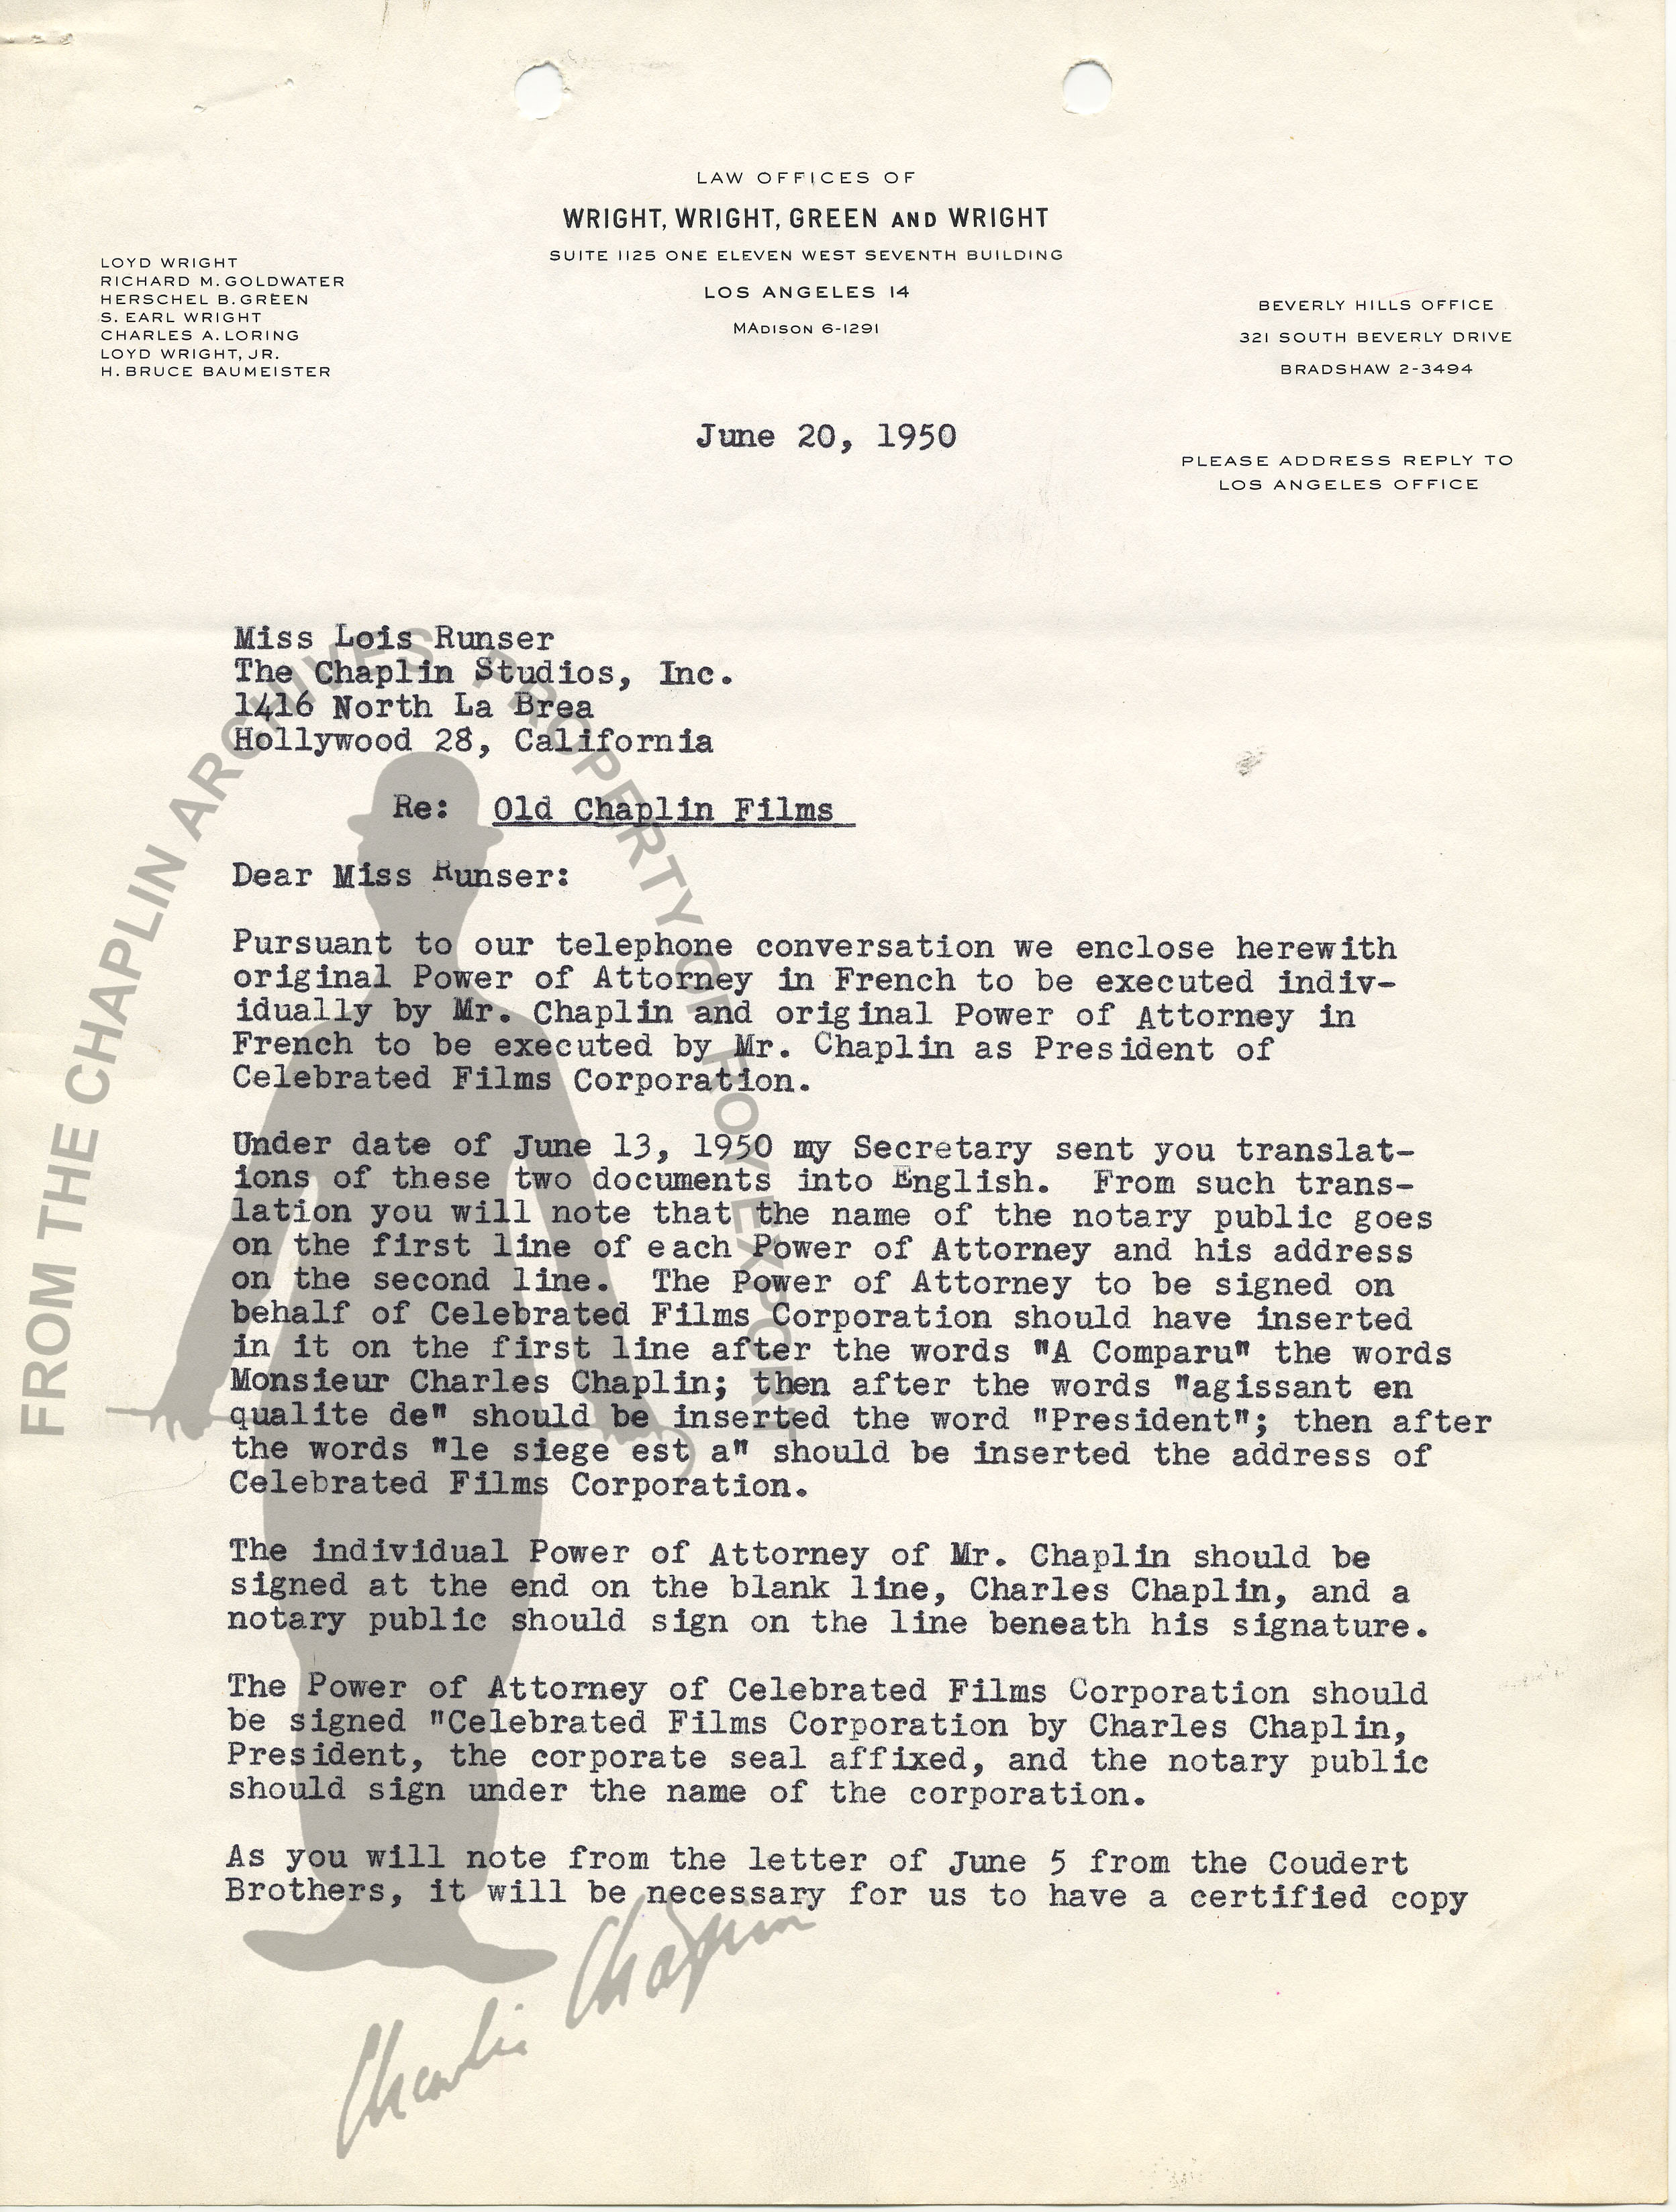 LAW OFFICES OF
WRIGHT, WRIGHT, GREEN AND WRIGHT
SUITE 1125 ONE ELEVEN WEST SEVENTH BUILDING
LOS ANGELES 14
MADISON 6-1291
LOYD WRIGHT
RICHARD M. GOLDWATER
HERSCHEL B. GREEN
S. EARL WRIGHT
CHARLES A. LORING
LOYD WRIGHT, JR.
H. BRUCE BAUMEISTER
BEVERLY HILLS OFFICE
321 SOUTH BEVERLY DRIVE
BRADSHAW 2-3494
June 20, 1950
PLEASE ADDRESS REPLY TO
LOS ANGELES OFFICE
Miss Lois Runser
The Chaplin Studios, Inc.
1416 North La Brea
Hollywood 28, California
Re: Old Chaplin Films
Dear Miss Runser:
Pursuant to our telephone conversation we enclose herewith
original Power of Attorney in French to be executed indiv-
idually by Mr. Chaplin and original Power of Attorney in
French to be executed by Mr. Chaplin as President of
Celebrated Films Corporation.
Under date of June 13, 1950 my Secretary sent you translat-
ions of these two documents into English. From such trans-
lation you will note that the name of the notary public goes
on the first line of each Power of Attorney and his address
on the second line. The Power of Attorney to be signed on
behalf of Celebrated Films Corporation should have inserted
in it on the first line after the words "A Comparu" the words
Monsieur Charles Chaplin; then after the words "agissant en
qualite de" should be inserted the word "President"; then after
the words "le siege est a" should be inserted the address of
Celebrated Films Corporation.
The individual Power of Attorney of Mr. Chaplin should be
signed at the end on the blank line, Charles Chaplin, and a
notary public should sign on the line beneath his signature.
The Power of Attorney of Celebrated Films Corporation should
be signed "Celebrated Films Corporation by Charles Chaplin,
President, the corporate seal affixed, and the notary public
should sign under the name of the corporation.
As you will note from the letter of June 5 from the Coudert
Brothers, it will be necessary for us to have a certified copy
FROM THE CHAPLIN ARCHIVES PROPERTY OF ROY EXPORT
Charlie Chaplin